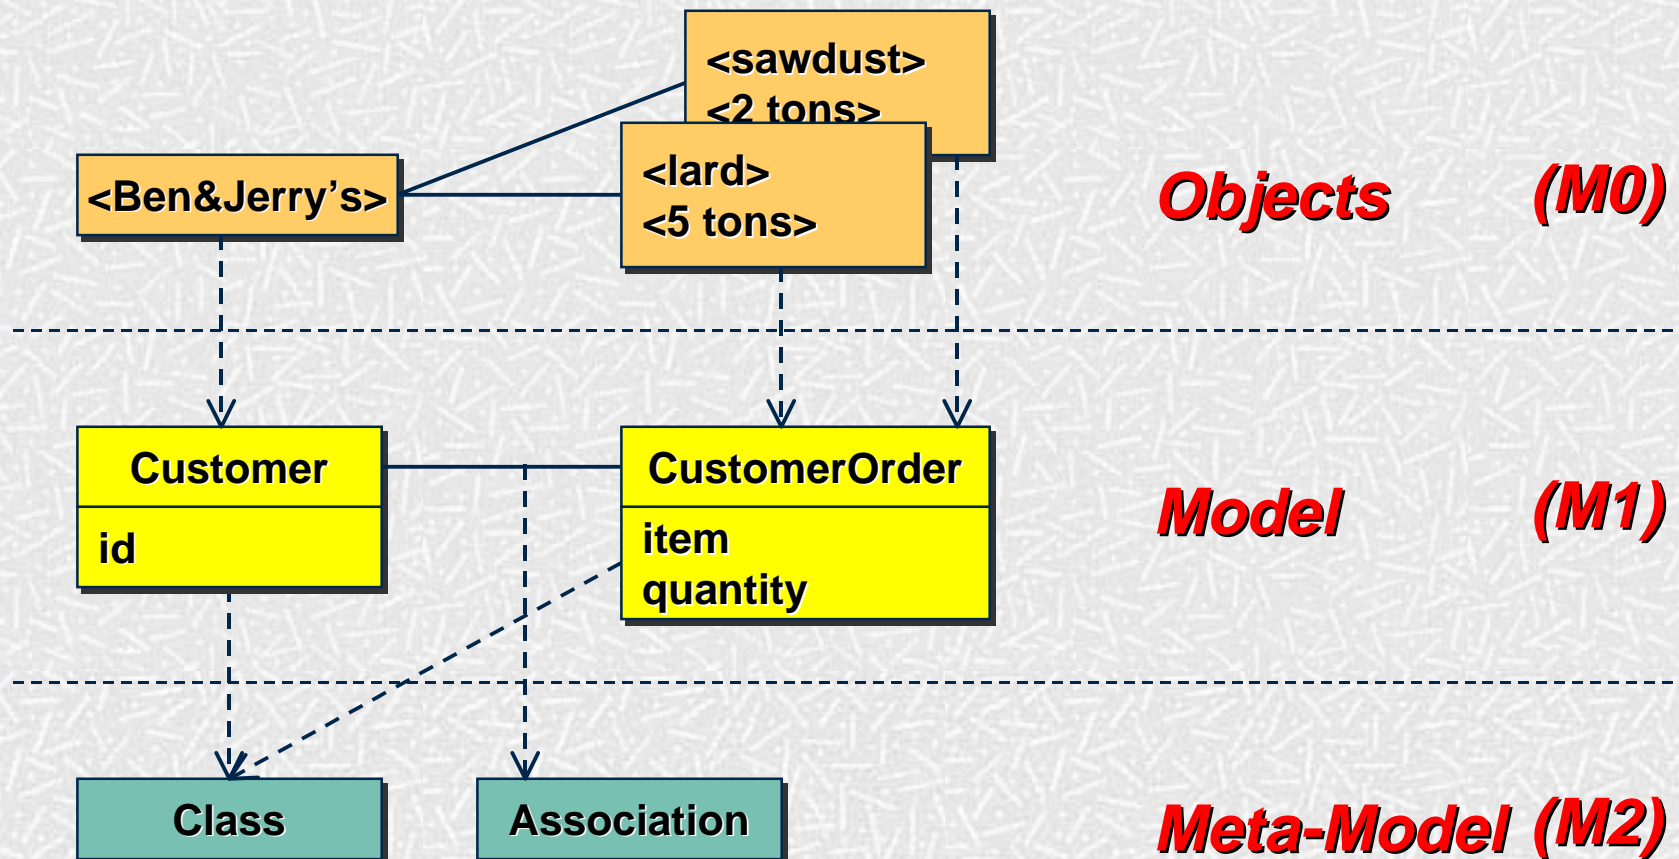 <sawdust>
<2 tons>
<Ben&Jerry’s>
<lard>
<5 tons>
Objects (M0)
Customer
id
CustomerOrder
item
quantity
Model (M1)
Class
Association
Meta-Model (M2)